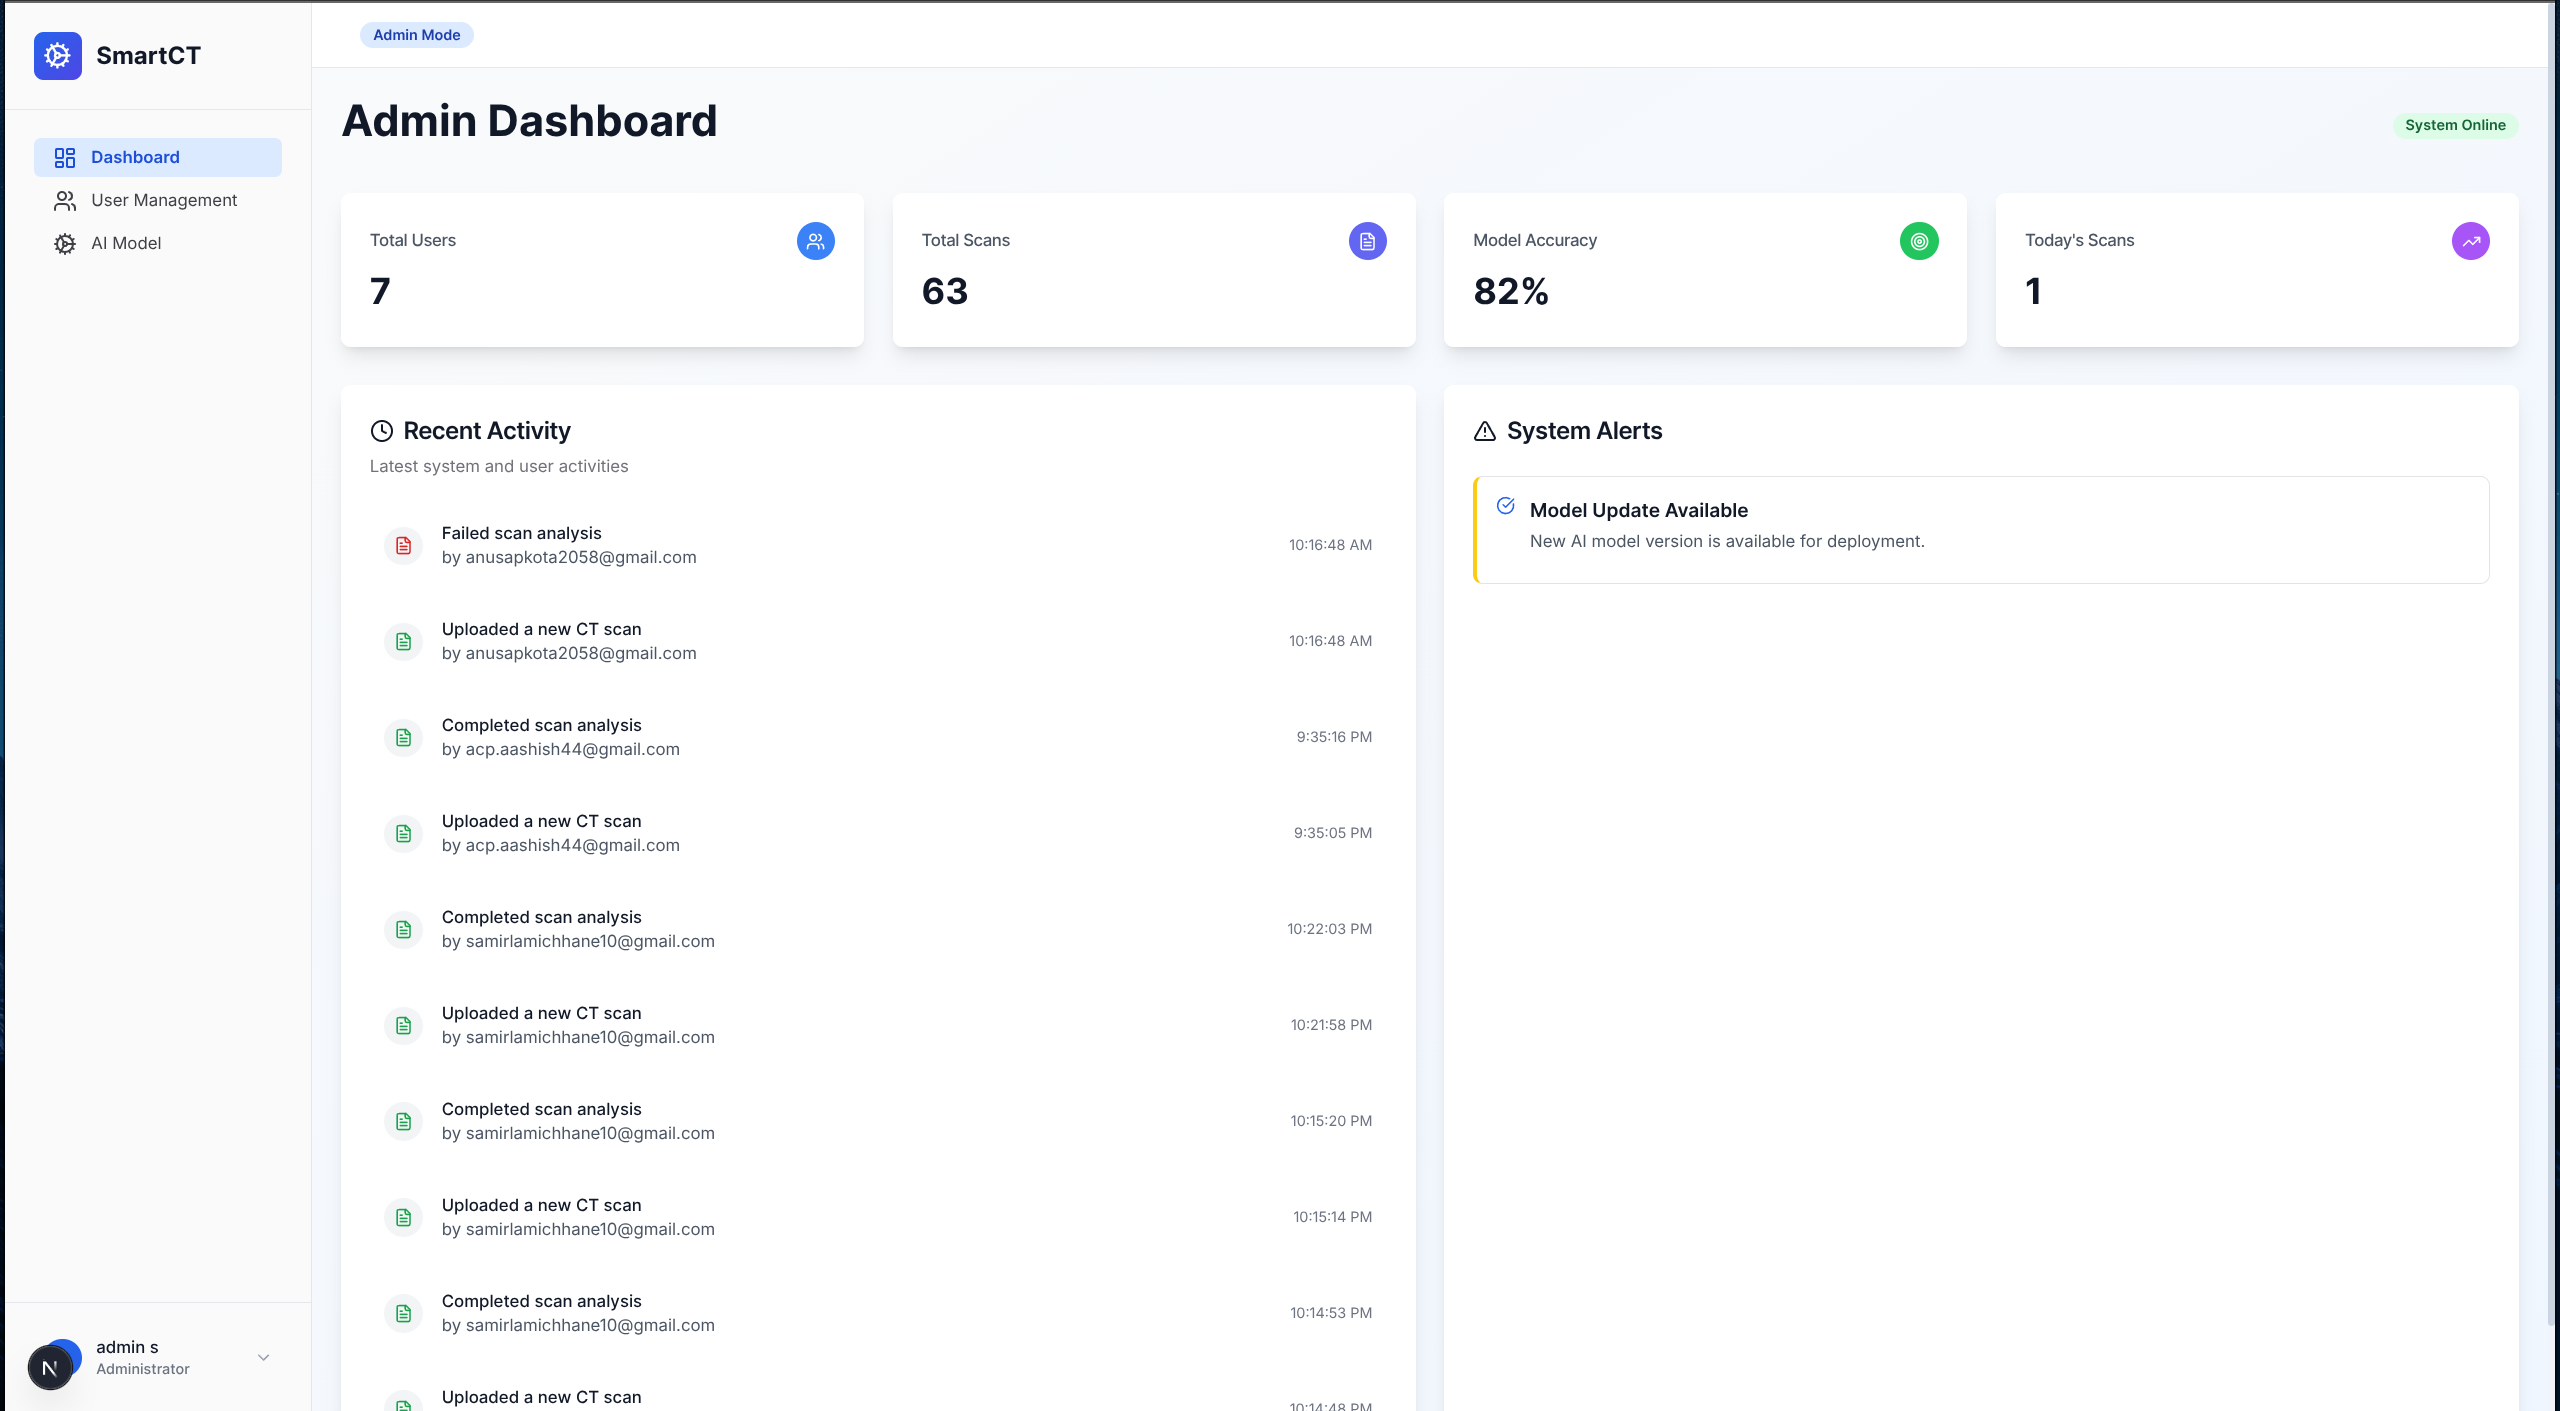 SmartCT
Dashboard
User Management
AI Model
admin s
Administrator
N
Admin Mode
Admin Dashboard
System Online
Total Users
7
Total Scans
63
Model Accuracy
82%
Today's Scans
1
Recent Activity
Latest system and user activities
Failed scan analysis
by anusapkota2058@gmail.com
10:16:48 AM
Uploaded a new CT scan
by anusapkota2058@gmail.com
10:16:48 AM
Completed scan analysis
by acp.aashish44@gmail.com
9:35:16 PM
Uploaded a new CT scan
by acp.aashish44@gmail.com
9:35:05 PM
Completed scan analysis
by samirlamichhane10@gmail.com
10:22:03 PM
Uploaded a new CT scan
by samirlamichhane10@gmail.com
10:21:58 PM
Completed scan analysis
by samirlamichhane10@gmail.com
10:15:20 PM
Uploaded a new CT scan
by samirlamichhane10@gmail.com
10:15:14 PM
Completed scan analysis
by samirlamichhane10@gmail.com
10:14:53 PM
Uploaded a new CT scan
10:14:48 PM
System Alerts
Model Update Available
New AI model version is available for deployment.